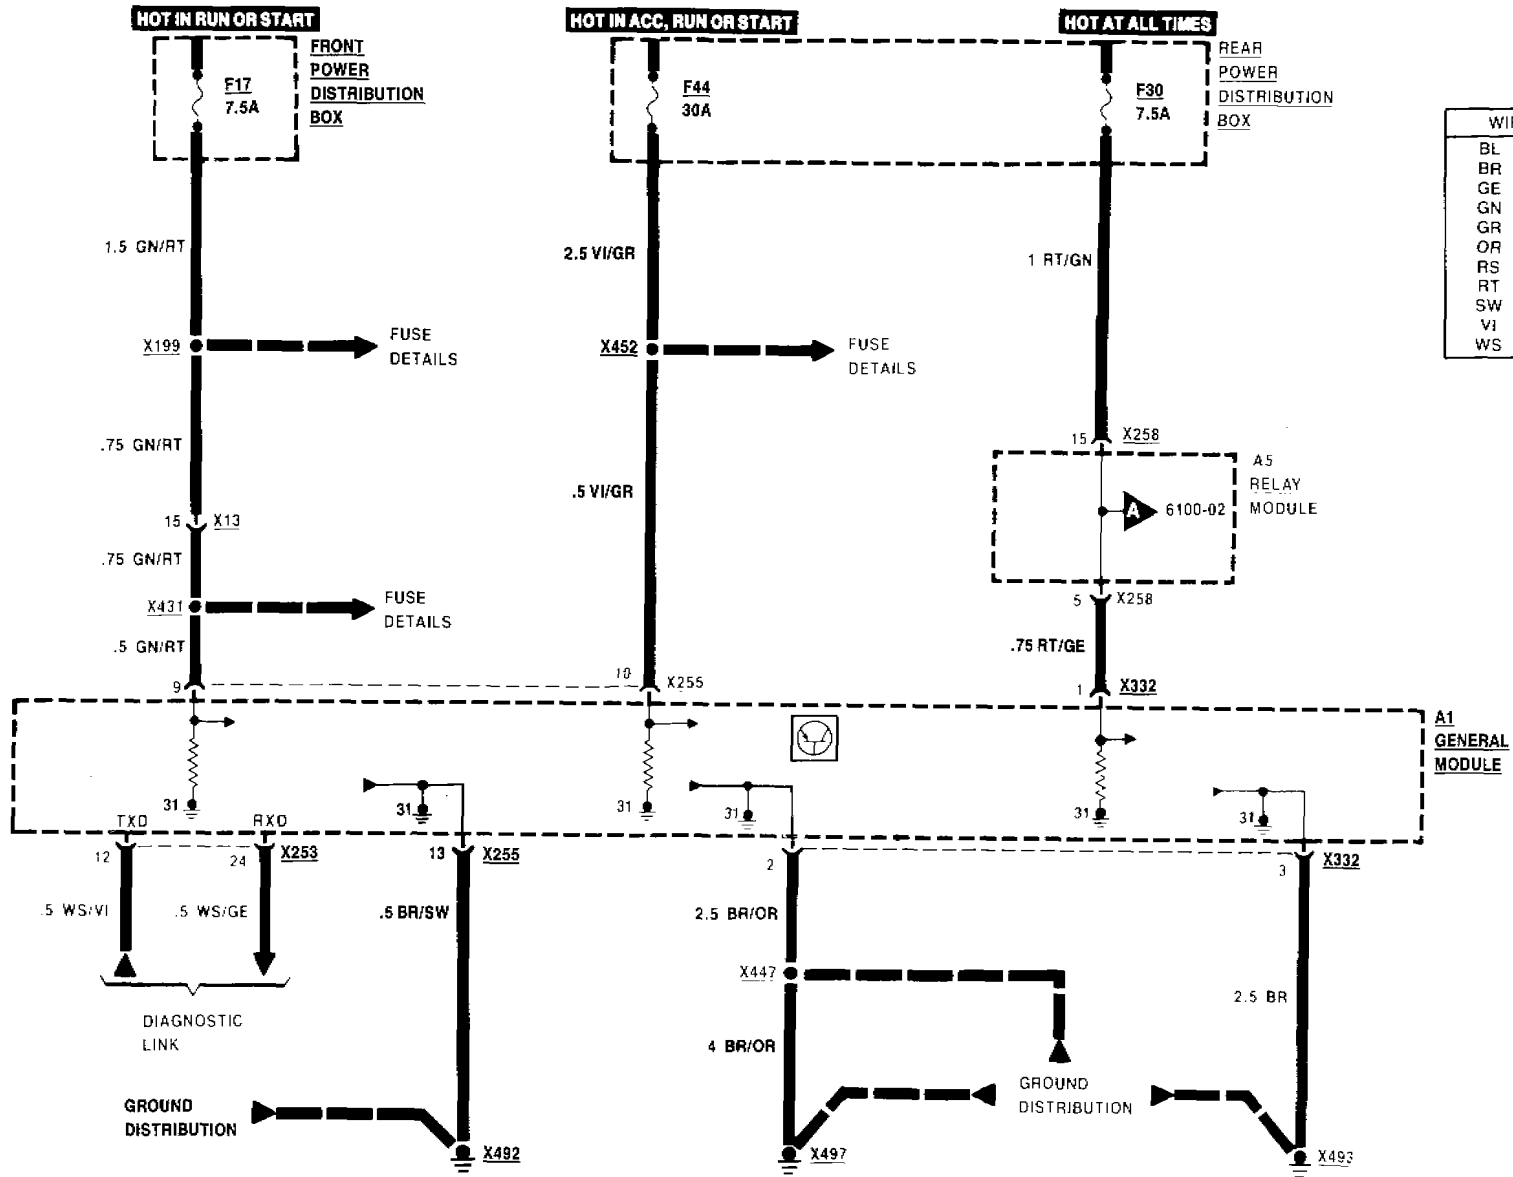 HOT IN RUN OR START
HOT IN ACC, RUN OR START
HOT AT ALL TIMES
FRONT
POWER
DISTRIBUTION
BOX
F17
7.5A
F44
30A
F30
7.5A
REAR
POWER
DISTRIBUTION
BOX
BL
BR
GE
GN
GR
OR
RS
RT
SW
VI
WS
1.5 GN/RT
2.5 VI/GR
1 RT/GN
X199
FUSE
DETAILS
X452
FUSE
DETAILS
.75 GN/RT
.5 VI/GR
15 X258
A5
RELAY
MODULE
A 6100-02
15 X13
.75 GN/RT
X431
FUSE
DETAILS
5 X258
.5 GN/RT
.75 RT/GE
9
10 X255
1 X332
A1
GENERAL
MODULE
31
31
31
31
31
31
TXD
RXD
12
24 X253
13 X255
2
3 X332
.5 WS/VI
.5 WS/GE
.5 BR/SW
2.5 BR/OR
X447
2.5 BR
DIAGNOSTIC
LINK
4 BR/OR
GROUND
DISTRIBUTION
GROUND
DISTRIBUTION
X492
X497
X493